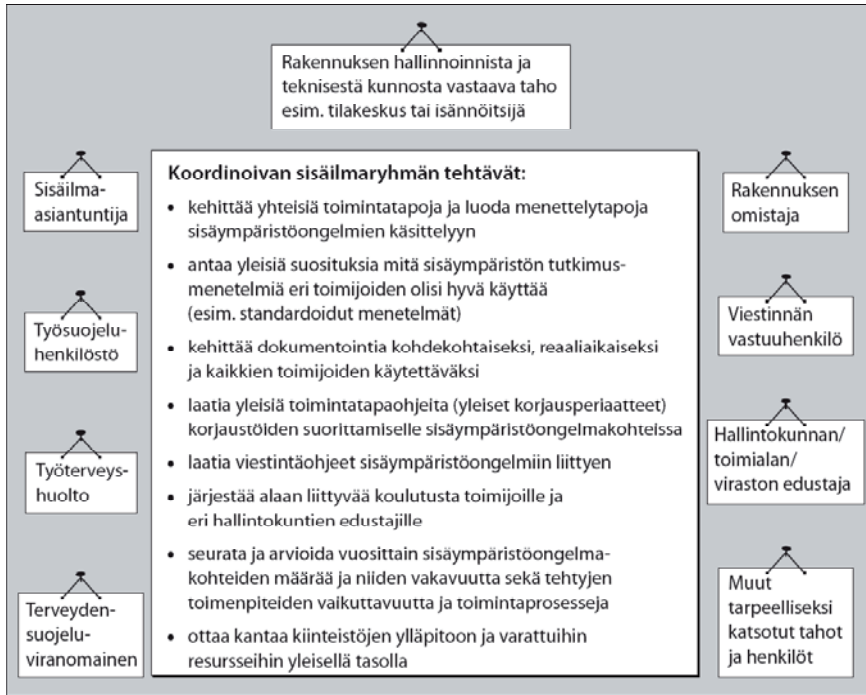 Rakennuksen hallinnoinnista ja
teknisestä kunnosta vastaava taho
esim. tilakeskus tai isännöitsijä
Sisäilma-
asiantuntija
Työsuojelu-
henkilöstö
Työterveys-
huolto
Terveyden-
suojelu-
viranomainen
Koordinoivan sisäilmaryhmän tehtävät:
• kehittää yhteisiä toimintatapoja ja luoda menettelytapoja
sisäympäristöongelmien käsittelyyn
• antaa yleisiä suosituksia mitä sisäympäristön tutkimus-
menetelmiä eri toimijoiden olisi hyvä käyttää
(esim. standardoidut menetelmät)
• kehittää dokumentointia kohdekohtaiseksi, reaaliaikaiseksi
ja kaikkien toimijoiden käytettäväksi
• laatia yleisiä toimintatapaohjeita (yleiset korjausperiaatteet)
korjaustöiden suorittamiselle sisäympäristöongelmakohteissa
• laatia viestintäohjeet sisäympäristöongelmiin liittyen
• järjestää alaan liittyvää koulutusta toimijoille ja
eri hallintokuntien edustajille
• seurata ja arvioida vuosittain sisäympäristöongelma-
kohteiden määrää ja niiden vakavuutta sekä tehtyjen
toimenpiteiden vaikuttavuutta ja toimintaprosesseja
• ottaa kantaa kiinteistöjen ylläpitoon ja varattuihin
resursseihin yleisellä tasolla
Rakennuksen
omistaja
Viestinnän
vastuuhenkilö
Hallintokunnan/
toimialan/
viraston edustaja
Muut
tarpeelliseksi
katsotut tahot
ja henkilöt